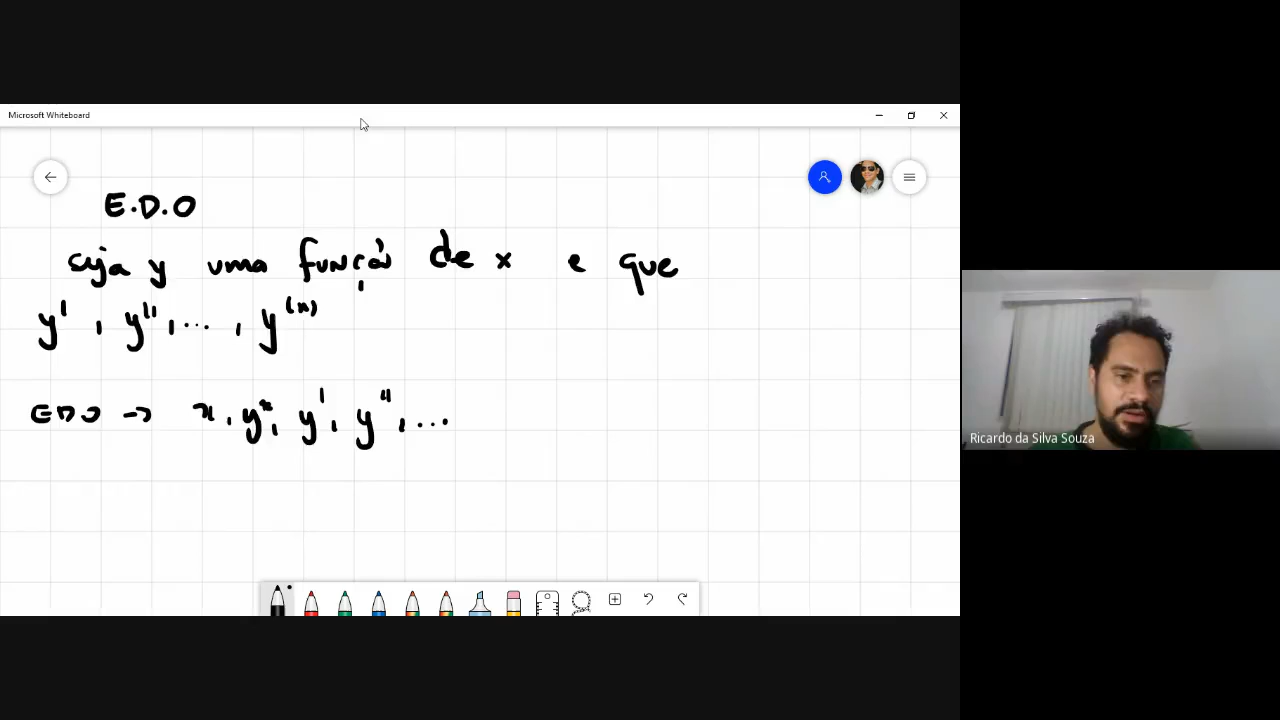 Microsoft Whiteboard
E.D.O
seja y uma função de x e que
y', y'', ..., y⁽ⁿ⁾
EDO → x, y, y', y'', ...
Ricardo da Silva Souza